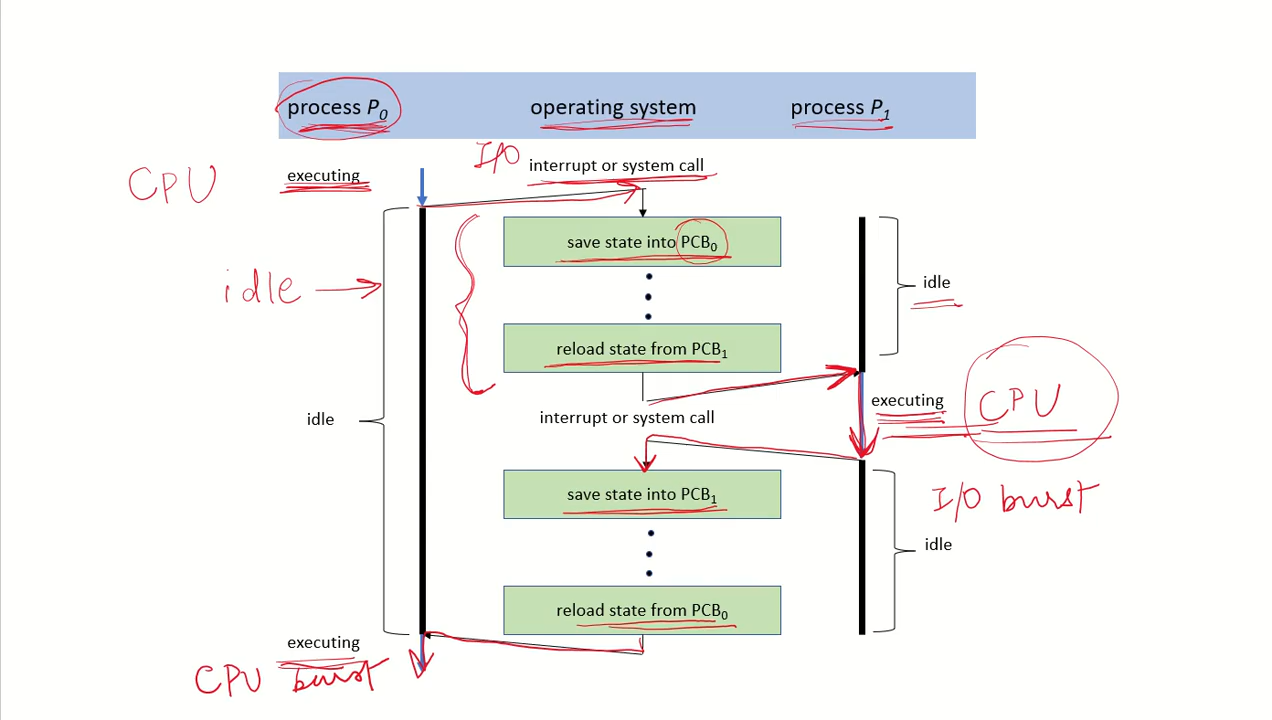 process P0 operating system process P1
I/O interrupt or system call
CPU executing
save state into PCB0
idle
idle
reload state from PCB1
executing CPU
interrupt or system call
idle
save state into PCB1
I/O burst
idle
reload state from PCB0
executing
CPU burst